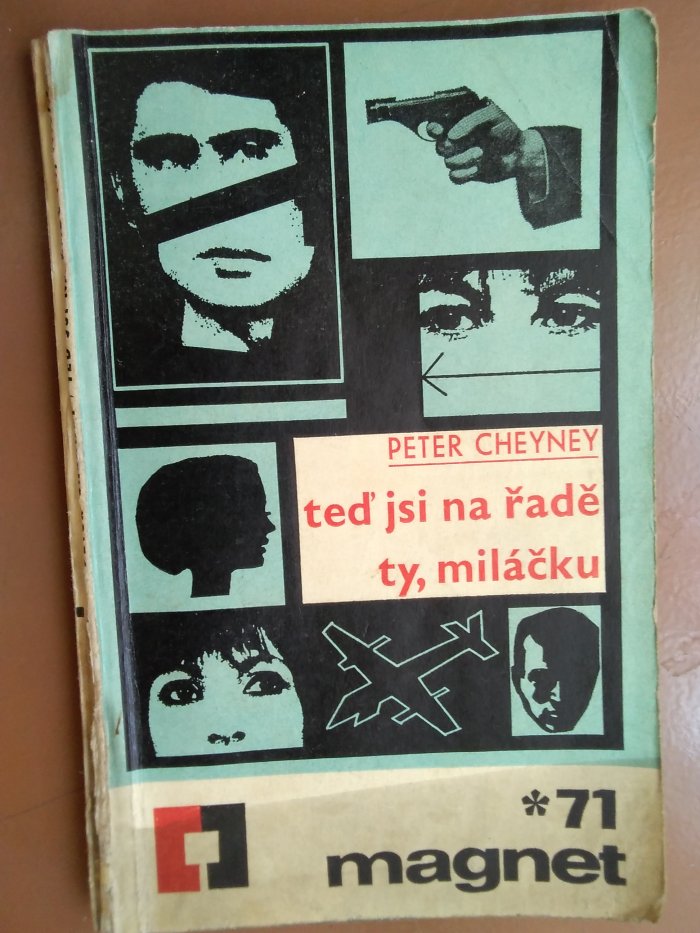 PETER CHEYNEY
teď jsi na řadě
ty, miláčku
*71
magnet